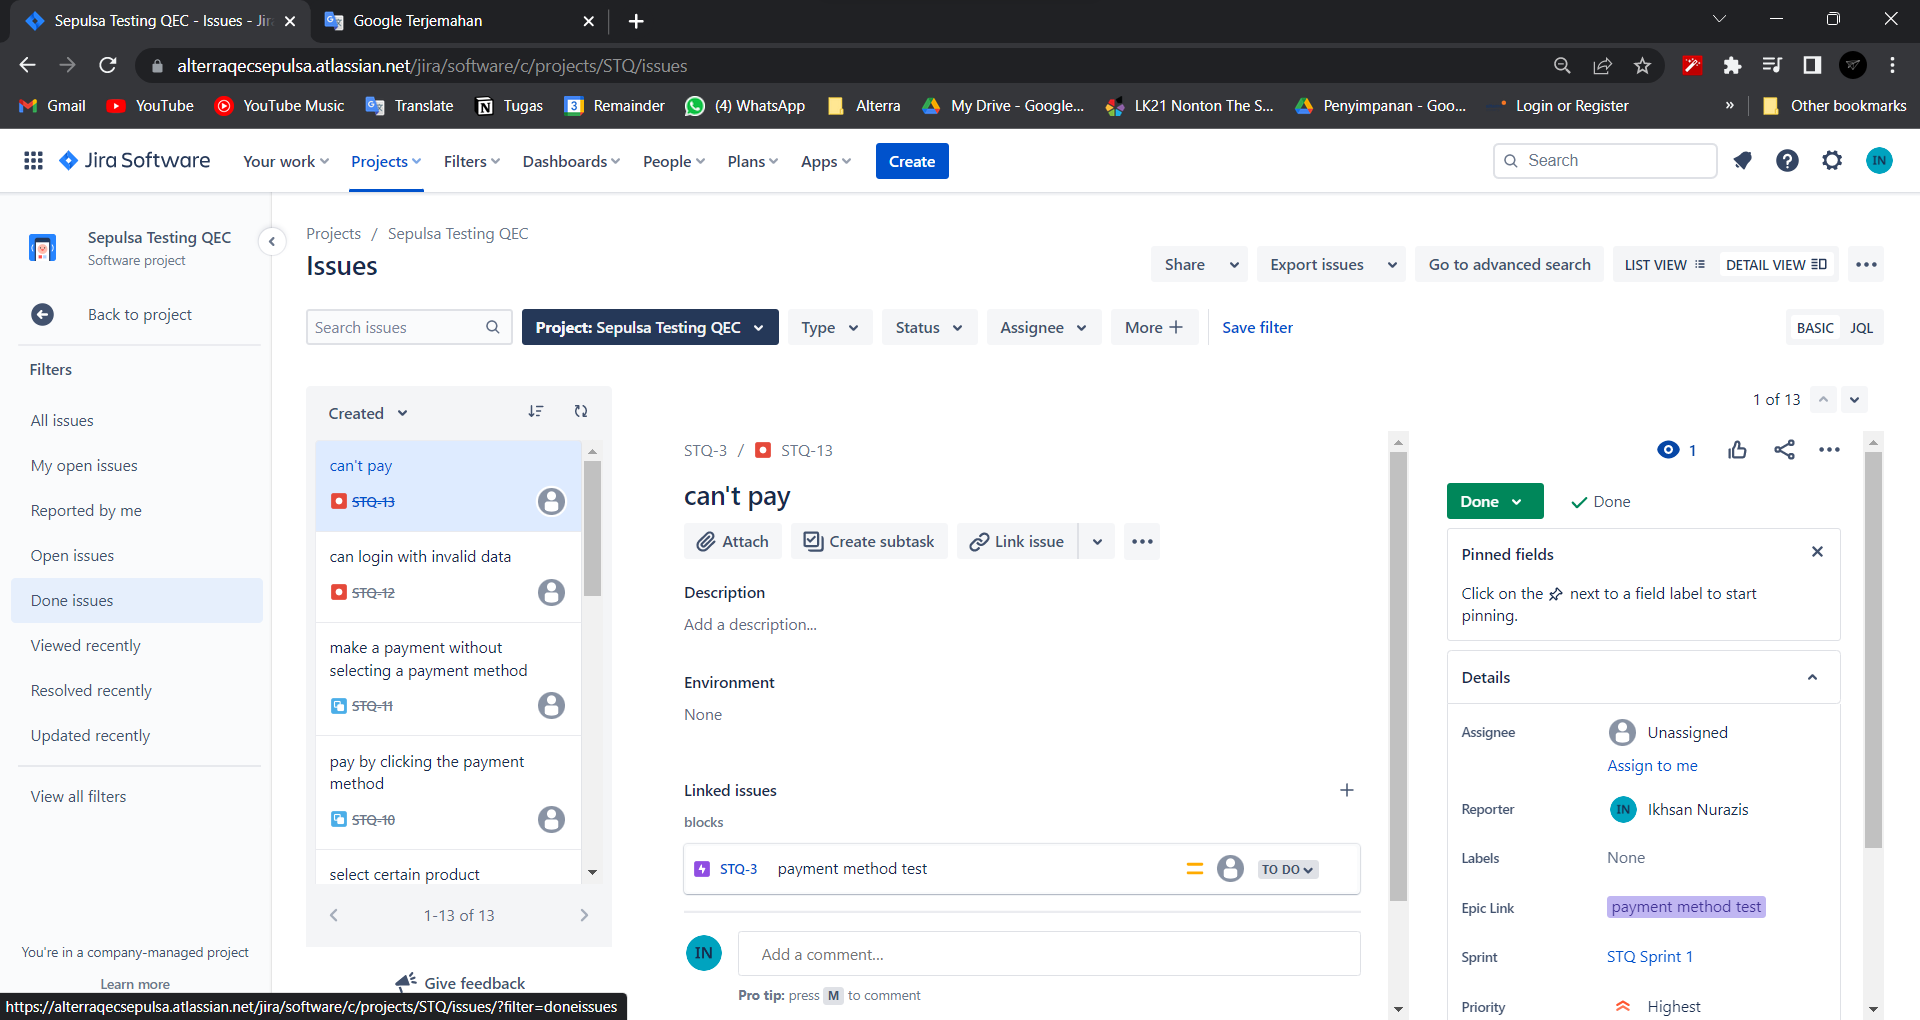 Sepulsa Testing QEC - Issues - Jir
Google Terjemahan
alterraqecsepulsa.atlassian.net/jira/software/c/projects/STQ/issues
Gmail
YouTube
YouTube Music
Translate
Tugas
3 Remainder
(4) WhatsApp
Alterra
My Drive - Google...
LK21 Nonton The S...
Penyimpanan - Goo...
Login or Register
»
Other bookmarks
Jira Software
Your work
Projects
Filters
Dashboards
People
Plans
Apps
Create
Search
IN
Sepulsa Testing QEC
Software project
Back to project
Filters
All issues
My open issues
Reported by me
Open issues
Done issues
Viewed recently
Resolved recently
Updated recently
View all filters
You're in a company-managed project
Learn more
https://alterraqecsepulsa.atlassian.net/jira/software/c/projects/STQ/issues/?filter=doneissues
Projects / Sepulsa Testing QEC
Issues
Share
Export issues
Go to advanced search
LIST VIEW
DETAIL VIEW
Search issues
Project: Sepulsa Testing QEC
Type
Status
Assignee
More +
Save filter
BASIC
JQL
Created
can't pay
STQ-13
can login with invalid data
STQ-12
make a payment without
selecting a payment method
STQ-11
pay by clicking the payment
method
STQ-10
select certain product
1-13 of 13
Give feedback
1 of 13
STQ-3 / STQ-13
can't pay
Attach
Create subtask
Link issue
Description
Add a description...
Environment
None
Linked issues
blocks
STQ-3 payment method test
TO DO
IN
Add a comment...
Pro tip: press M to comment
1
Done
Done
Pinned fields
Click on the next to a field label to start
pinning.
Details
Assignee
Unassigned
Assign to me
Reporter
IN Ikhsan Nurazis
Labels
None
Epic Link
payment method test
Sprint
STQ Sprint 1
Priority
Highest